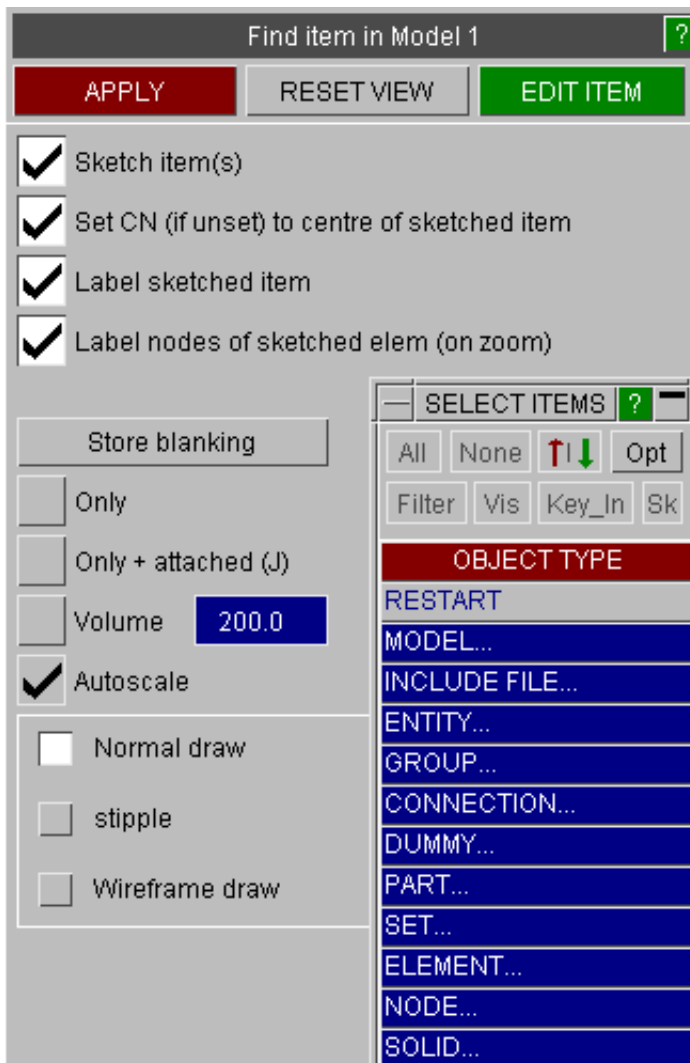 Find item in Model 1 ?
APPLY RESET VIEW EDIT ITEM
Sketch item(s)
Set CN (if unset) to centre of sketched item
Label sketched item
Label nodes of sketched elem (on zoom)
Store blanking
Only
Only + attached (J)
Volume 200.0
Autoscale
Normal draw
stipple
Wireframe draw
SELECT ITEMS ?
All None Opt
Filter Vis Key_In Sk
OBJECT TYPE
RESTART
MODEL...
INCLUDE FILE...
ENTITY...
GROUP...
CONNECTION...
DUMMY...
PART...
SET...
ELEMENT...
NODE...
SOLID...